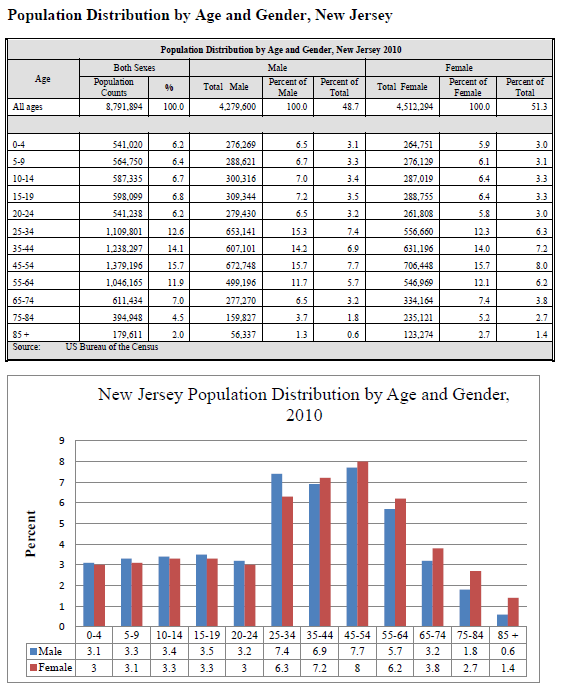 Population Distribution by Age and Gender, New Jersey
Population Distribution by Age and Gender, New Jersey 2010
Age Both Sexes Male Female
Population Counts % Total Male Percent of Male Percent of Total Total Female Percent of Female Percent of Total
All ages 8,791,894 100.0 4,279,600 100.0 48.7 4,512,294 100.0 51.3
0-4 541,020 6.2 276,269 6.5 3.1 264,751 5.9 3.0
5-9 564,750 6.4 288,621 6.7 3.3 276,129 6.1 3.1
10-14 587,335 6.7 300,316 7.0 3.4 287,019 6.4 3.3
15-19 598,099 6.8 309,344 7.2 3.5 288,755 6.4 3.3
20-24 541,238 6.2 279,430 6.5 3.2 261,808 5.8 3.0
25-34 1,109,801 12.6 653,141 15.3 7.4 556,660 12.3 6.3
35-44 1,238,297 14.1 607,101 14.2 6.9 631,196 14.0 7.2
45-54 1,379,196 15.7 672,748 15.7 7.7 706,448 15.7 8.0
55-64 1,046,165 11.9 499,196 11.7 5.7 546,969 12.1 6.2
65-74 611,434 7.0 277,270 6.5 3.2 334,164 7.4 3.8
75-84 394,948 4.5 159,827 3.7 1.8 235,121 5.2 2.7
85 + 179,611 2.0 56,337 1.3 0.6 123,274 2.7 1.4
Source: US Bureau of the Census
New Jersey Population Distribution by Age and Gender,
2010
Percent
9
8
7
6
5
4
3
2
1
0
0-4 5-9 10-14 15-19 20-24 25-34 35-44 45-54 55-64 65-74 75-84 85 +
Male 3.1 3.3 3.4 3.5 3.2 7.4 6.9 7.7 5.7 3.2 1.8 0.6
Female 3 3.1 3.3 3.3 3 6.3 7.2 8 6.2 3.8 2.7 1.4